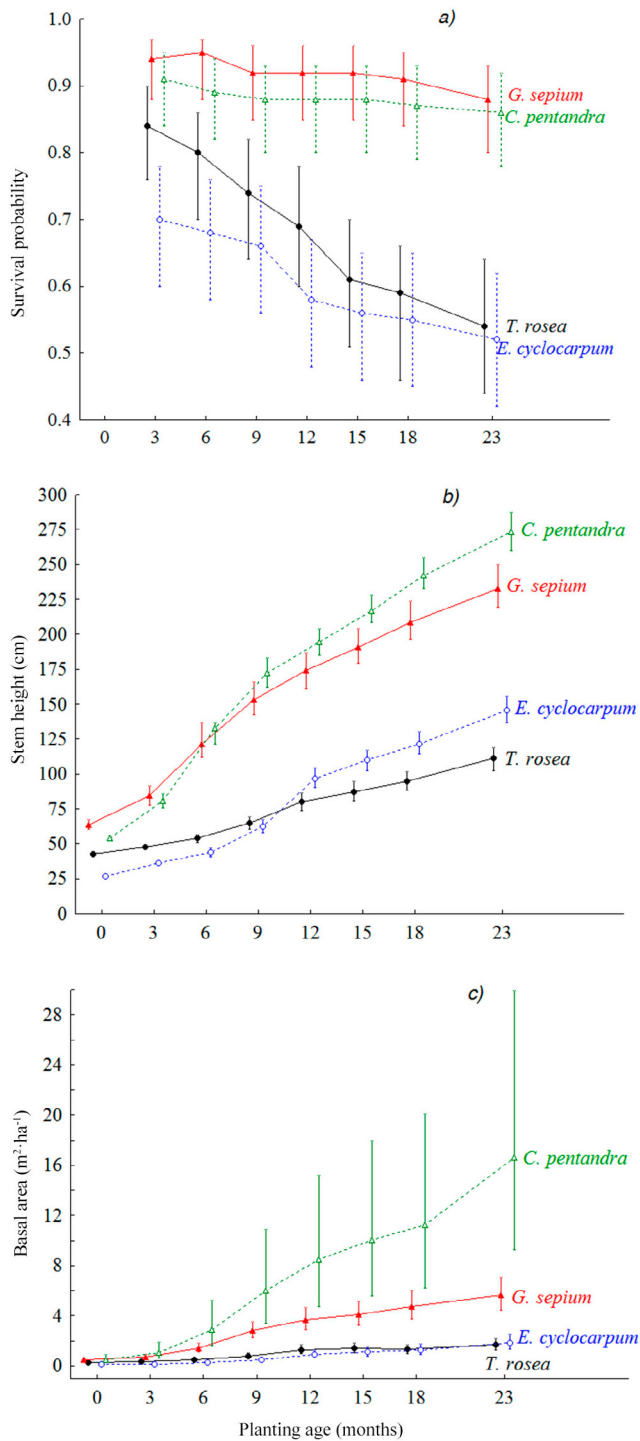 a)
1.0
0.9
0.8
0.7
0.6
0.5
0.4
Survival probability
G. sepium
C. pentandra
T. rosea
E. cyclocarpum
0 3 6 9 12 15 18 23
b)
300
275
250
225
200
175
150
125
100
75
50
25
0
Stem height (cm)
C. pentandra
G. sepium
E. cyclocarpum
T. rosea
0 3 6 9 12 15 18 23
c)
28
24
20
16
12
8
4
0
Basal area (m²·ha⁻¹)
C. pentandra
G. sepium
E. cyclocarpum
T. rosea
0 3 6 9 12 15 18 23
Planting age (months)